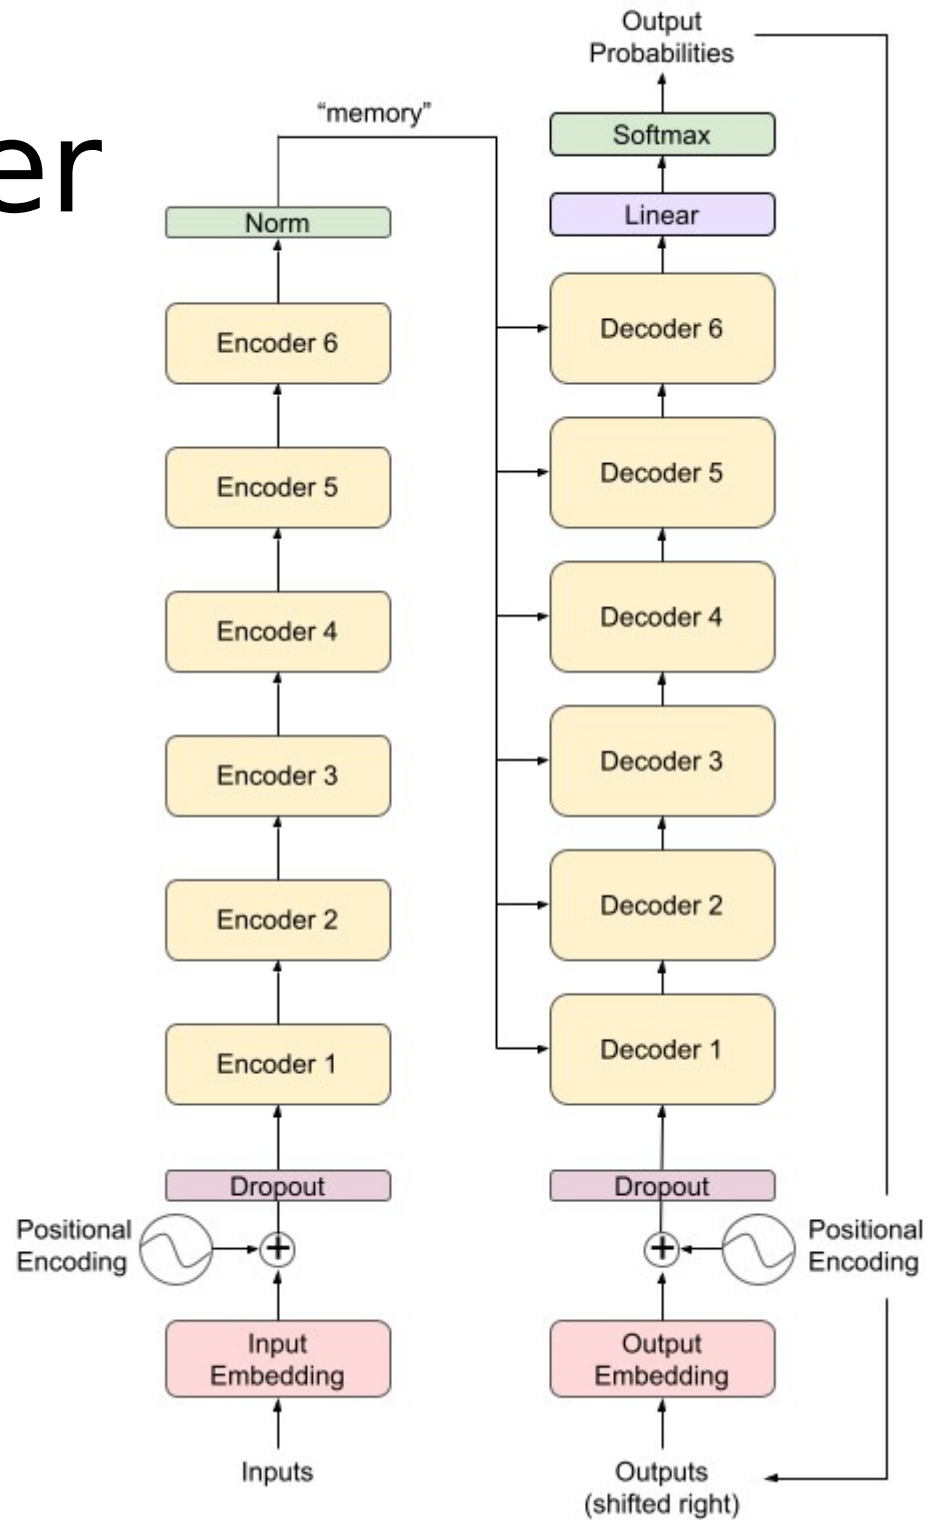 er
Output
Probabilities
"memory"
Softmax
Linear
Norm
Decoder 6
Encoder 6
Decoder 5
Encoder 5
Decoder 4
Encoder 4
Decoder 3
Encoder 3
Decoder 2
Encoder 2
Decoder 1
Encoder 1
Dropout
Dropout
Positional
Encoding
+
+
Positional
Encoding
Input
Embedding
Output
Embedding
Inputs
Outputs
(shifted right)